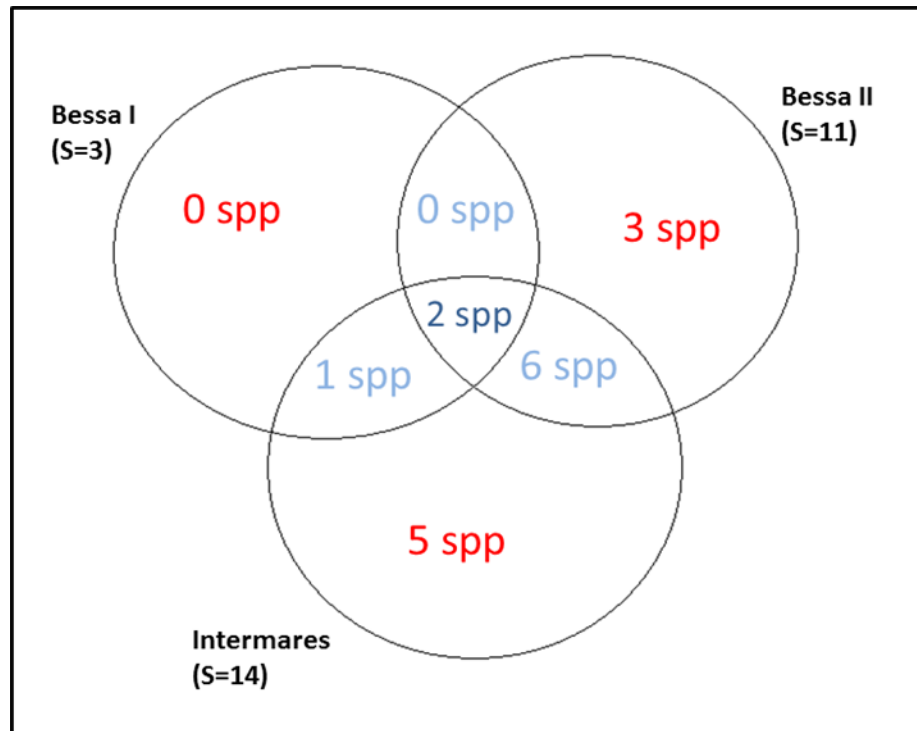 Bessa I
(S=3)
Bessa II
(S=11)
0 spp
0 spp
3 spp
2 spp
1 spp
6 spp
5 spp
Intermares
(S=14)